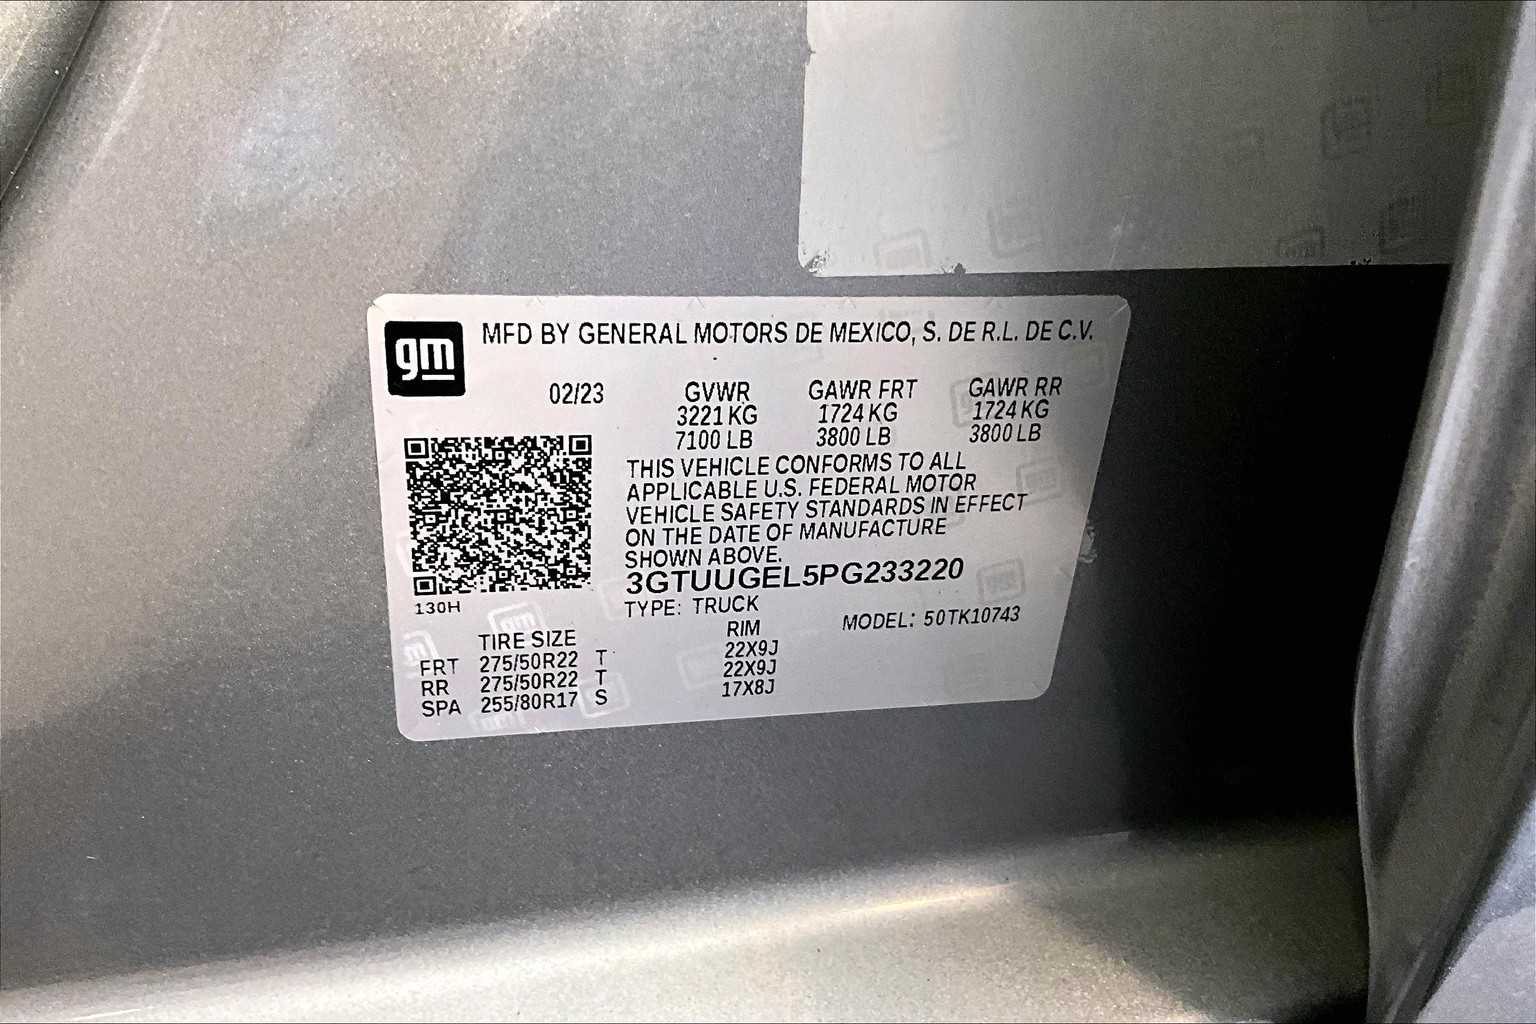 gm
MFD BY GENERAL MOTORS DE MEXICO, S. DE R.L. DE C.V.
02/23 GVWR GAWR FRT GAWR RR
3221 KG 1724 KG 1724 KG
7100 LB 3800 LB 3800 LB
THIS VEHICLE CONFORMS TO ALL
APPLICABLE U.S. FEDERAL MOTOR
VEHICLE SAFETY STANDARDS IN EFFECT
ON THE DATE OF MANUFACTURE
SHOWN ABOVE.
3GTUUGEL5PG233220
130H
TYPE: TRUCK MODEL: 50TK10743
TIRE SIZE RIM
FRT 275/50R22 T 22X9J
RR 275/50R22 T 22X9J
SPA 255/80R17 S 17X8J